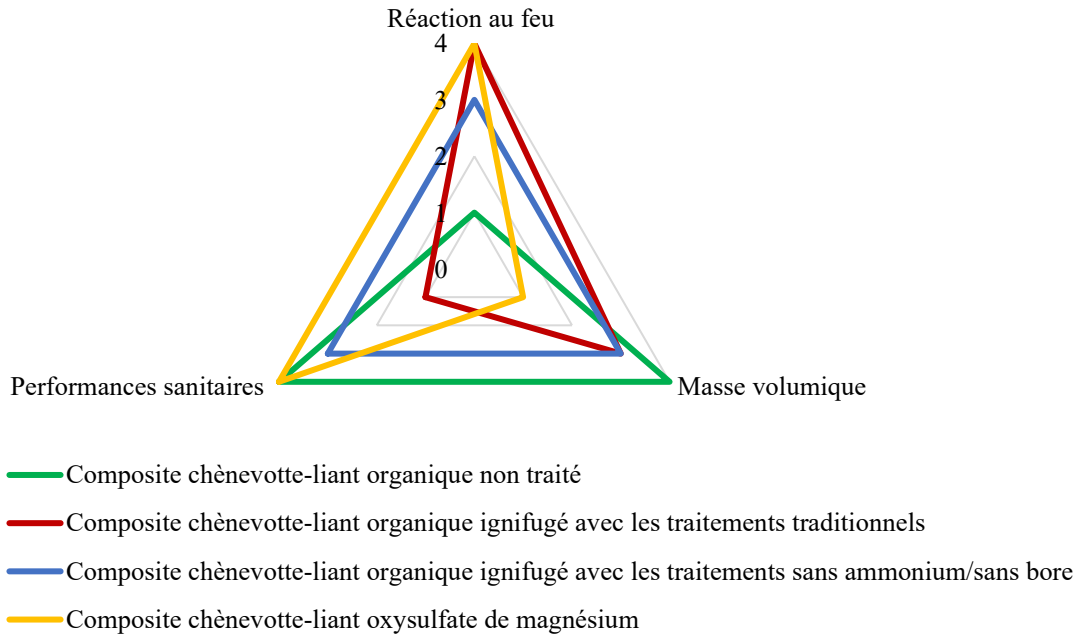 Réaction au feu
4
3
2
1
0
Performances sanitaires
Masse volumique
Composite chènevotte-liant organique non traité
Composite chènevotte-liant organique ignifugé avec les traitements traditionnels
Composite chènevotte-liant organique ignifugé avec les traitements sans ammonium/sans bore
Composite chènevotte-liant oxysulfate de magnésium